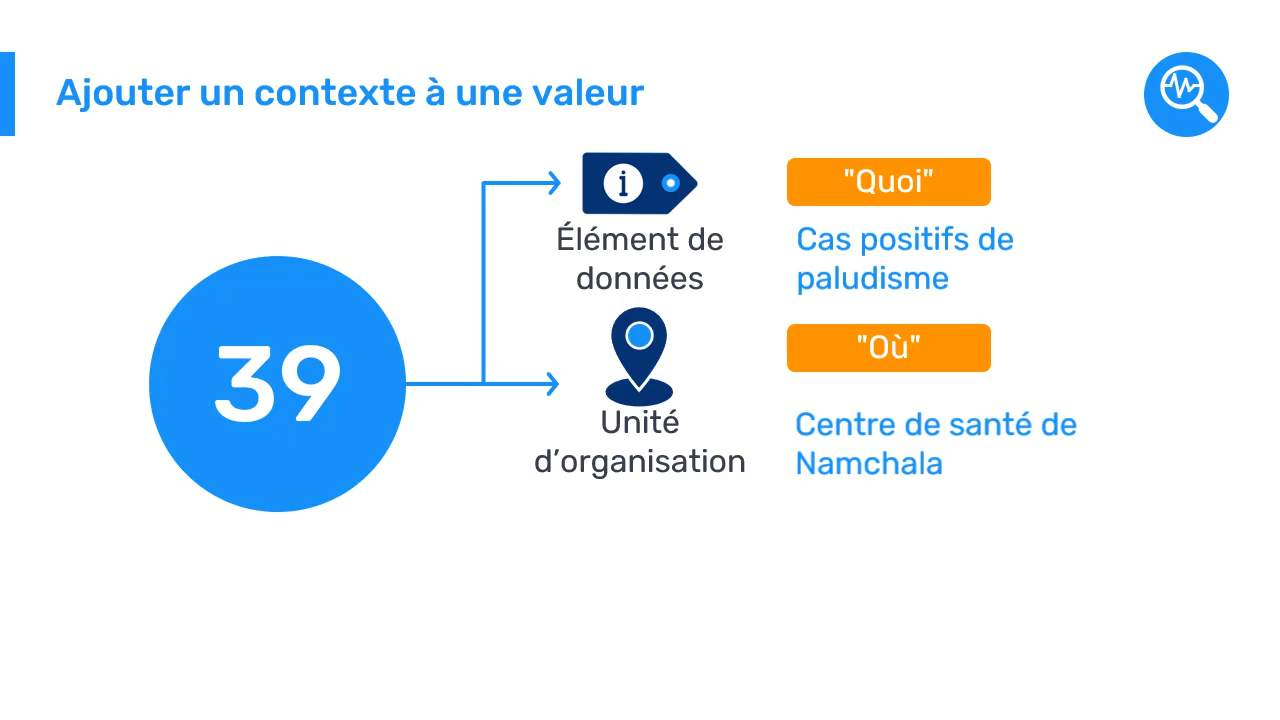 Ajouter un contexte à une valeur
39
Élément de
données
"Quoi"
Cas positifs de
paludisme
Unité
d’organisation
"Où"
Centre de santé de
Namchala